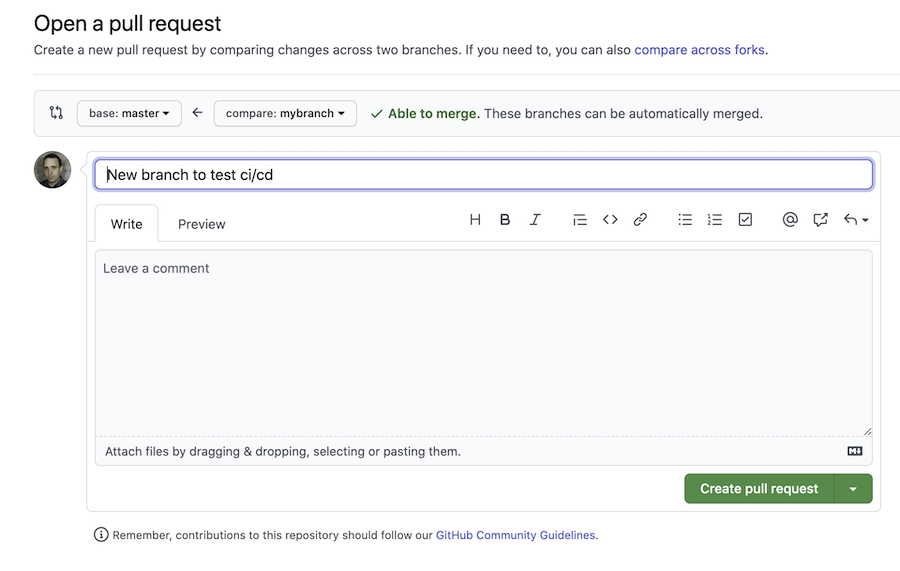 Open a pull request
Create a new pull request by comparing changes across two branches. If you need to, you can also compare across forks.
base: master ← compare: mybranch ✓ Able to merge. These branches can be automatically merged.
New branch to test ci/cd
Write Preview H B I
Leave a comment
Attach files by dragging & dropping, selecting or pasting them.
Create pull request
Remember, contributions to this repository should follow our GitHub Community Guidelines.